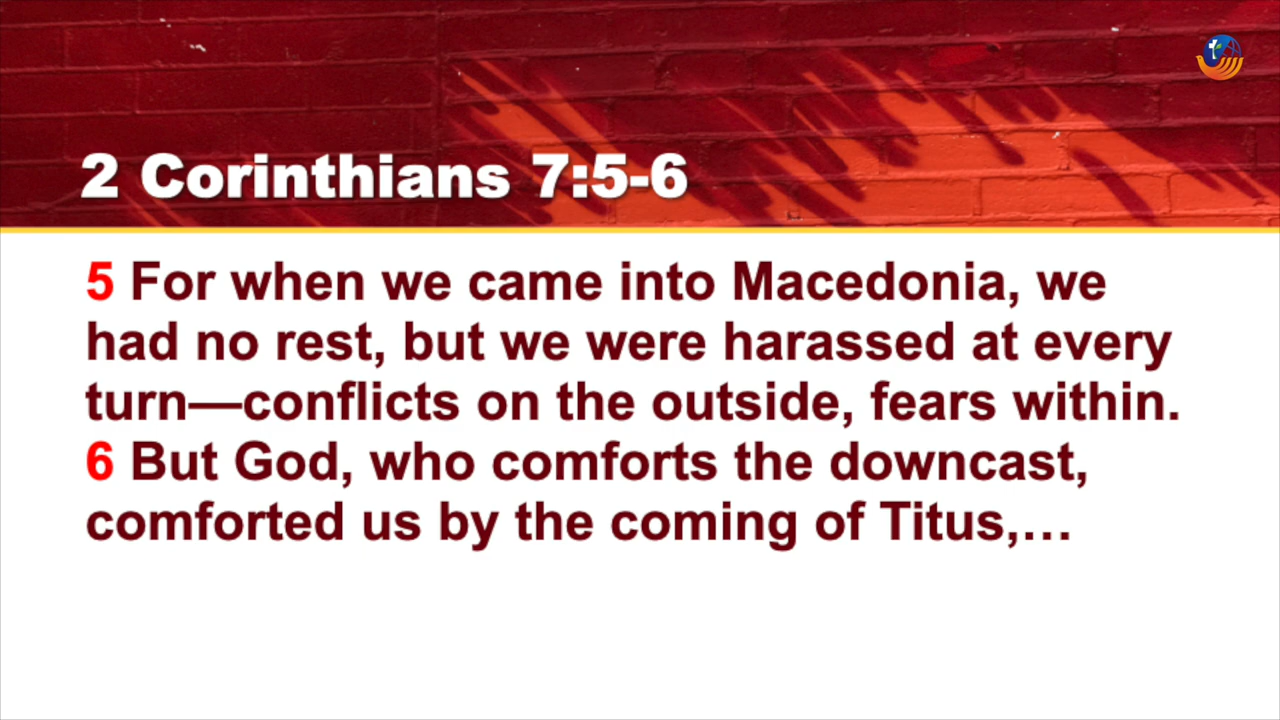 2 Corinthians 7:5-6
5 For when we came into Macedonia, we
had no rest, but we were harassed at every
turn—conflicts on the outside, fears within.
6 But God, who comforts the downcast,
comforted us by the coming of Titus,…